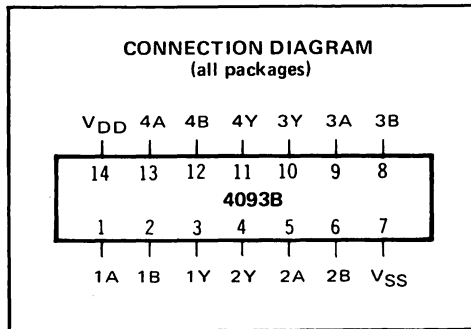 CONNECTION DIAGRAM
(all packages)
VDD 4A 4B 4Y 3Y 3A 3B
14 13 12 11 10 9 8
4093B
1 2 3 4 5 6 7
1A 1B 1Y 2Y 2A 2B VSS